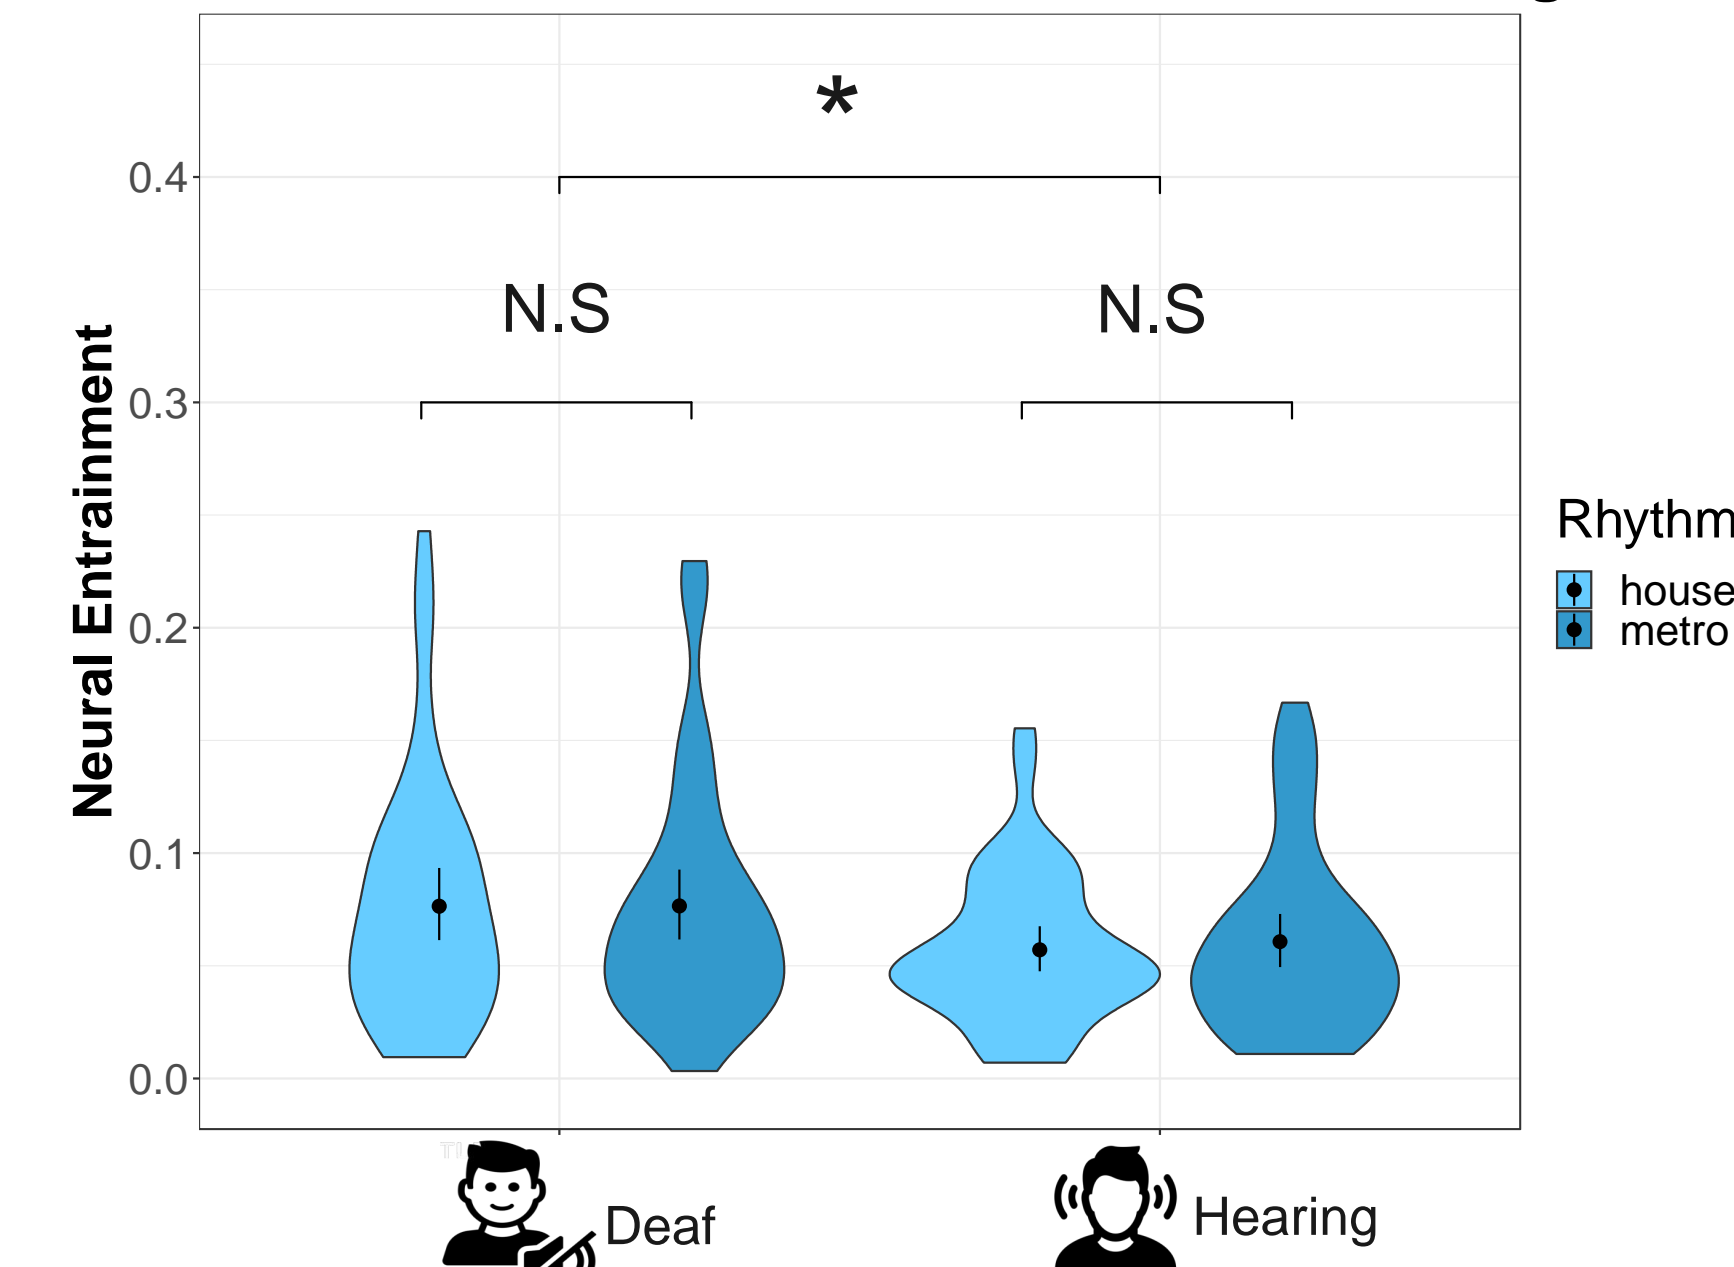 *
0.4
N.S N.S
0.3
Neural Entrainment
Rhythm
house
0.2
metro
0.1
0.0
Deaf
Hearing